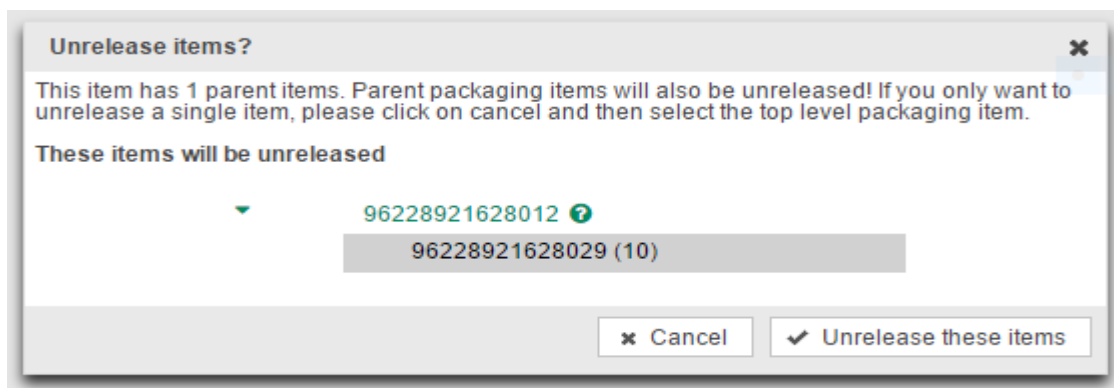 Unrelease items?
This item has 1 parent items. Parent packaging items will also be unreleased! If you only want to
unrelease a single item, please click on cancel and then select the top level packaging item.
These items will be unreleased
96228921628012
96228921628029 (10)
Cancel
Unrelease these items